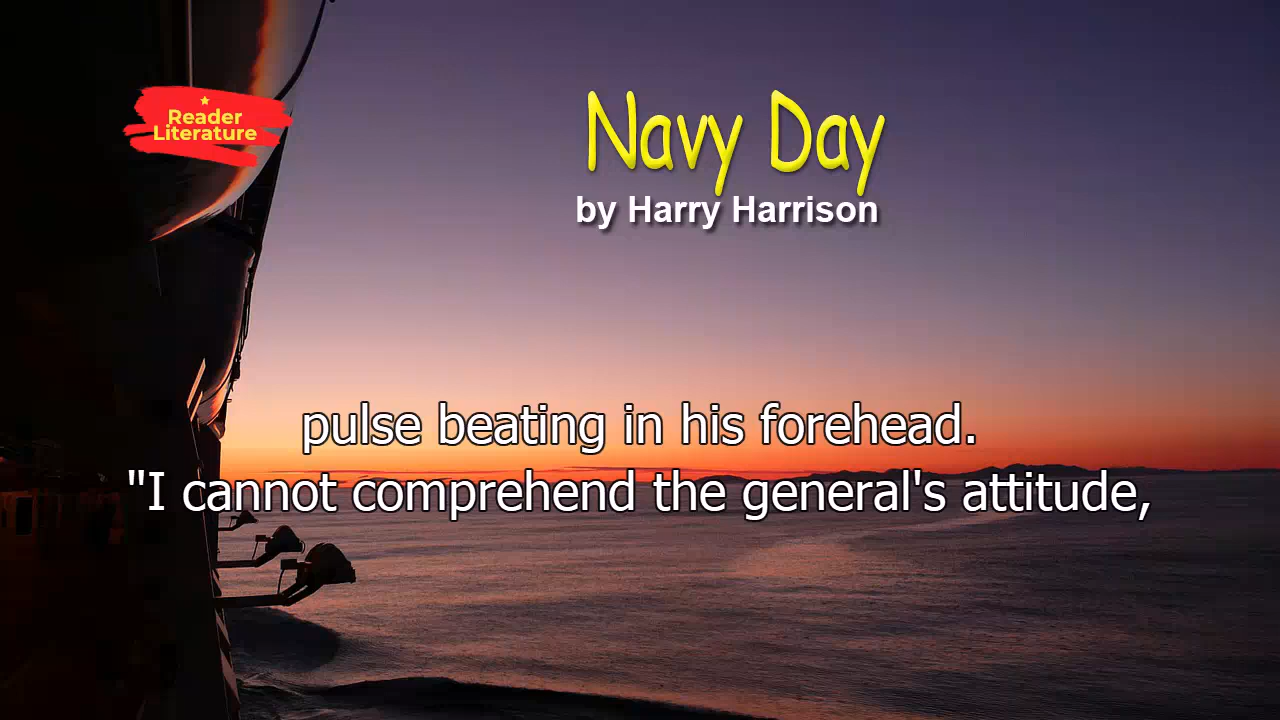 Reader
Literature
Navy Day
by Harry Harrison
pulse beating in his forehead.
"I cannot comprehend the general's attitude,